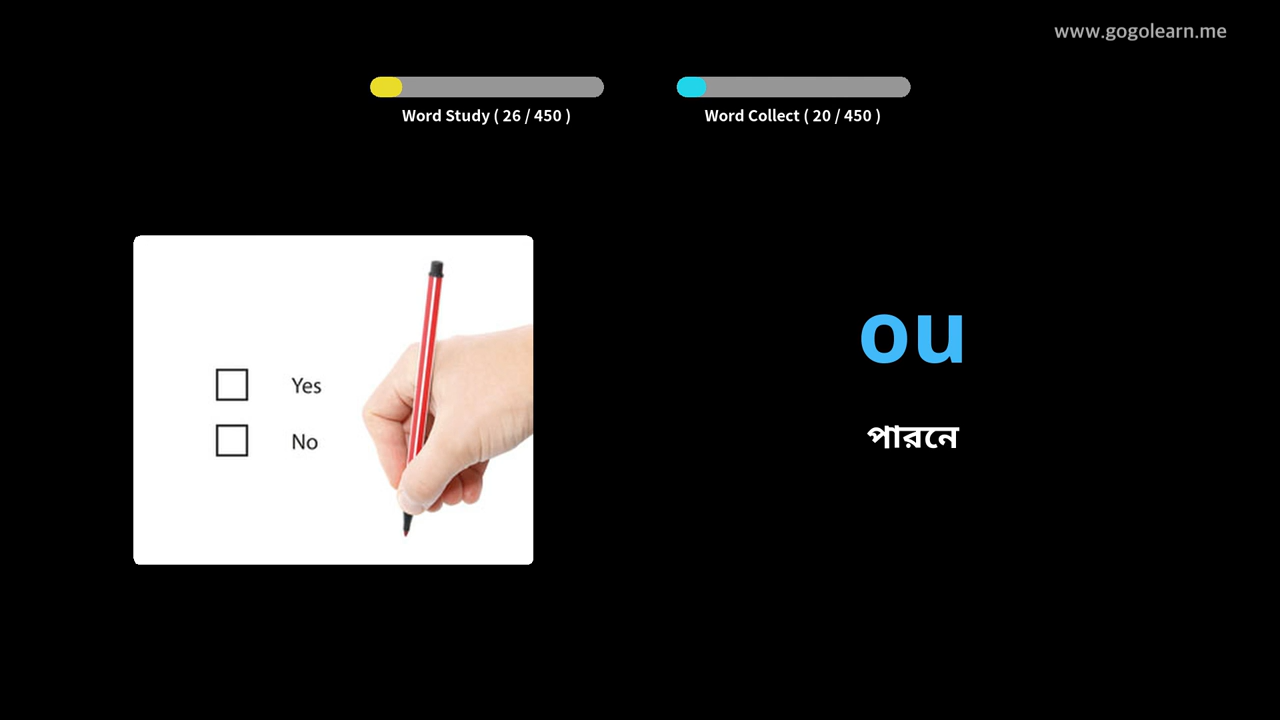 www.gogolearn.me
Word Study ( 26 / 450 )
Word Collect ( 20 / 450 )
Yes
No
ou
পারনে